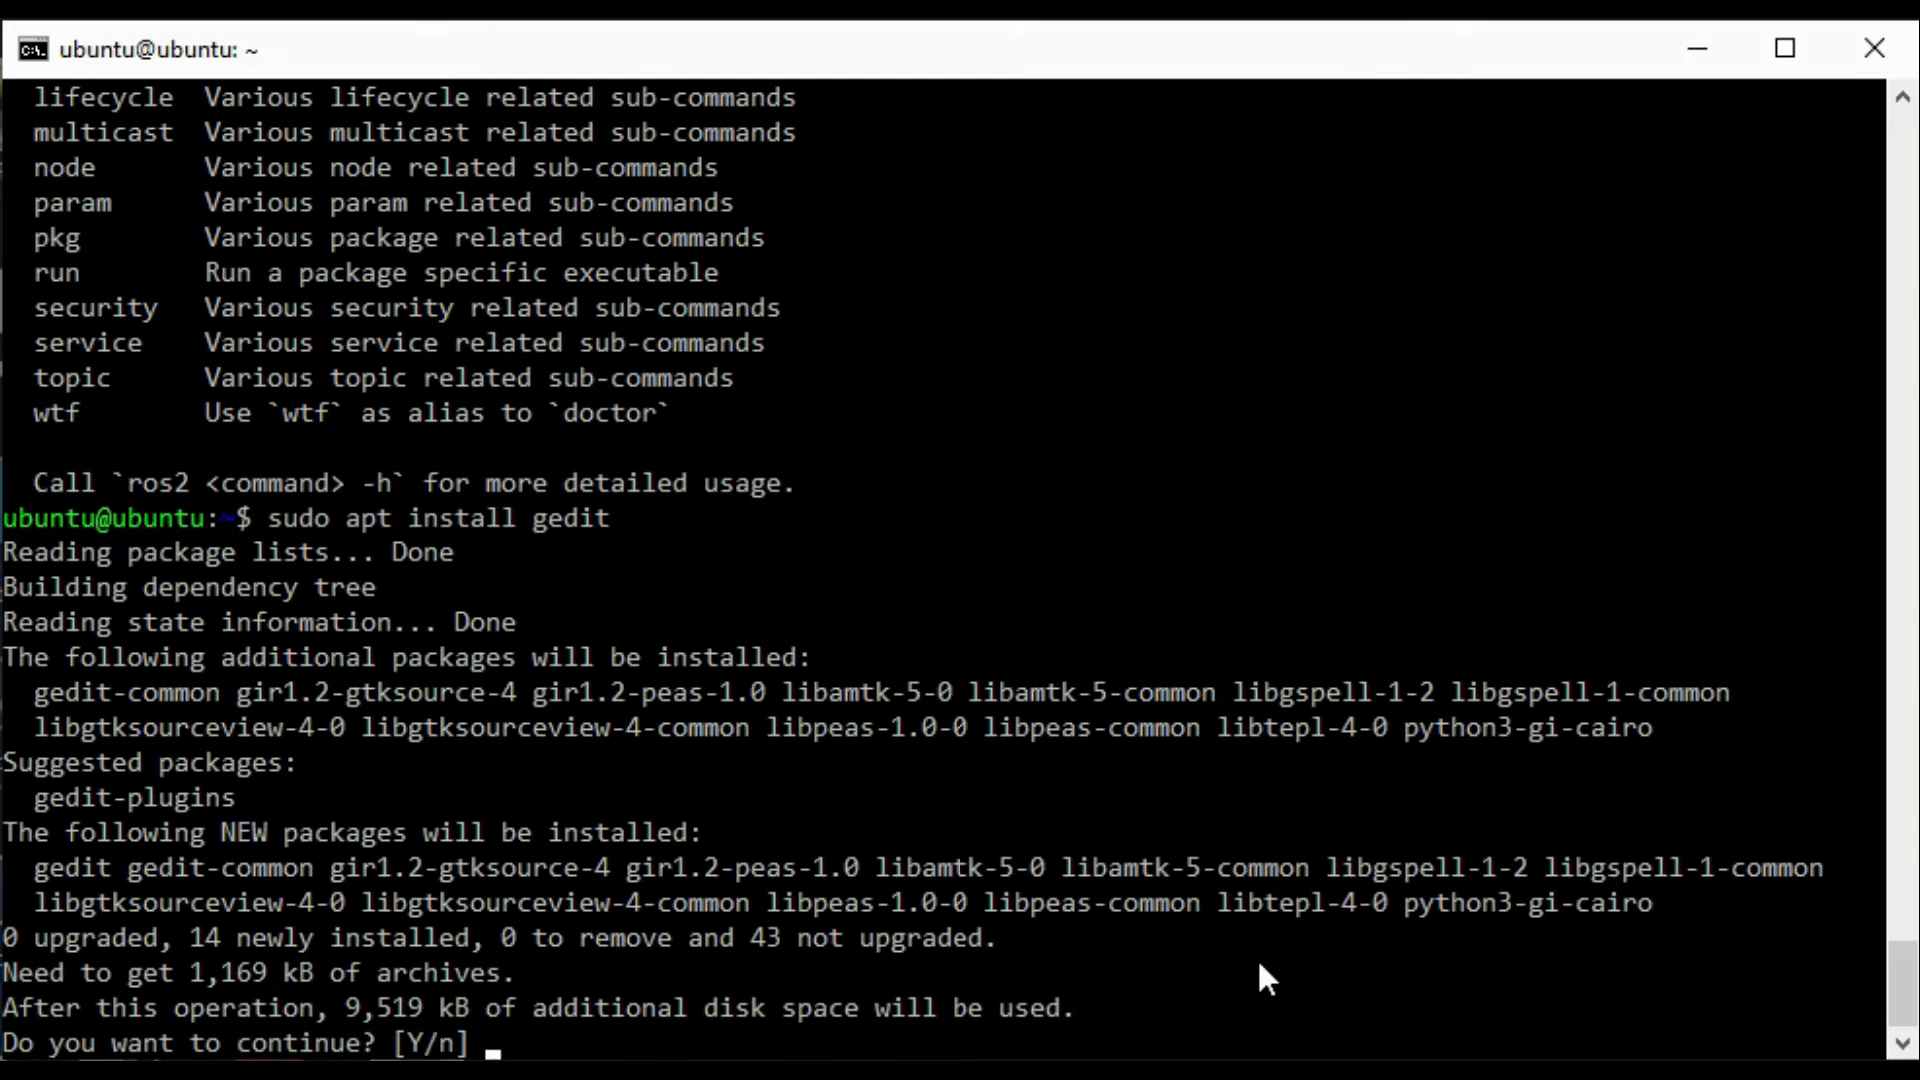 ubuntu@ubuntu: ~
lifecycle  Various lifecycle related sub-commands
multicast  Various multicast related sub-commands
node       Various node related sub-commands
param      Various param related sub-commands
pkg        Various package related sub-commands
run        Run a package specific executable
security   Various security related sub-commands
service    Various service related sub-commands
topic      Various topic related sub-commands
wtf        Use `wtf` as alias to `doctor`
Call `ros2 <command> -h` for more detailed usage.
ubuntu@ubuntu:~$ sudo apt install gedit
Reading package lists... Done
Building dependency tree
Reading state information... Done
The following additional packages will be installed:
gedit-common gir1.2-gtksource-4 gir1.2-peas-1.0 libamtk-5-0 libamtk-5-common libgspell-1-2 libgspell-1-common
libgtksourceview-4-0 libgtksourceview-4-common libpeas-1.0-0 libpeas-common libtepl-4-0 python3-gi-cairo
Suggested packages:
gedit-plugins
The following NEW packages will be installed:
gedit gedit-common gir1.2-gtksource-4 gir1.2-peas-1.0 libamtk-5-0 libamtk-5-common libgspell-1-2 libgspell-1-common
libgtksourceview-4-0 libgtksourceview-4-common libpeas-1.0-0 libpeas-common libtepl-4-0 python3-gi-cairo
0 upgraded, 14 newly installed, 0 to remove and 43 not upgraded.
Need to get 1,169 kB of archives.
After this operation, 9,519 kB of additional disk space will be used.
Do you want to continue? [Y/n]